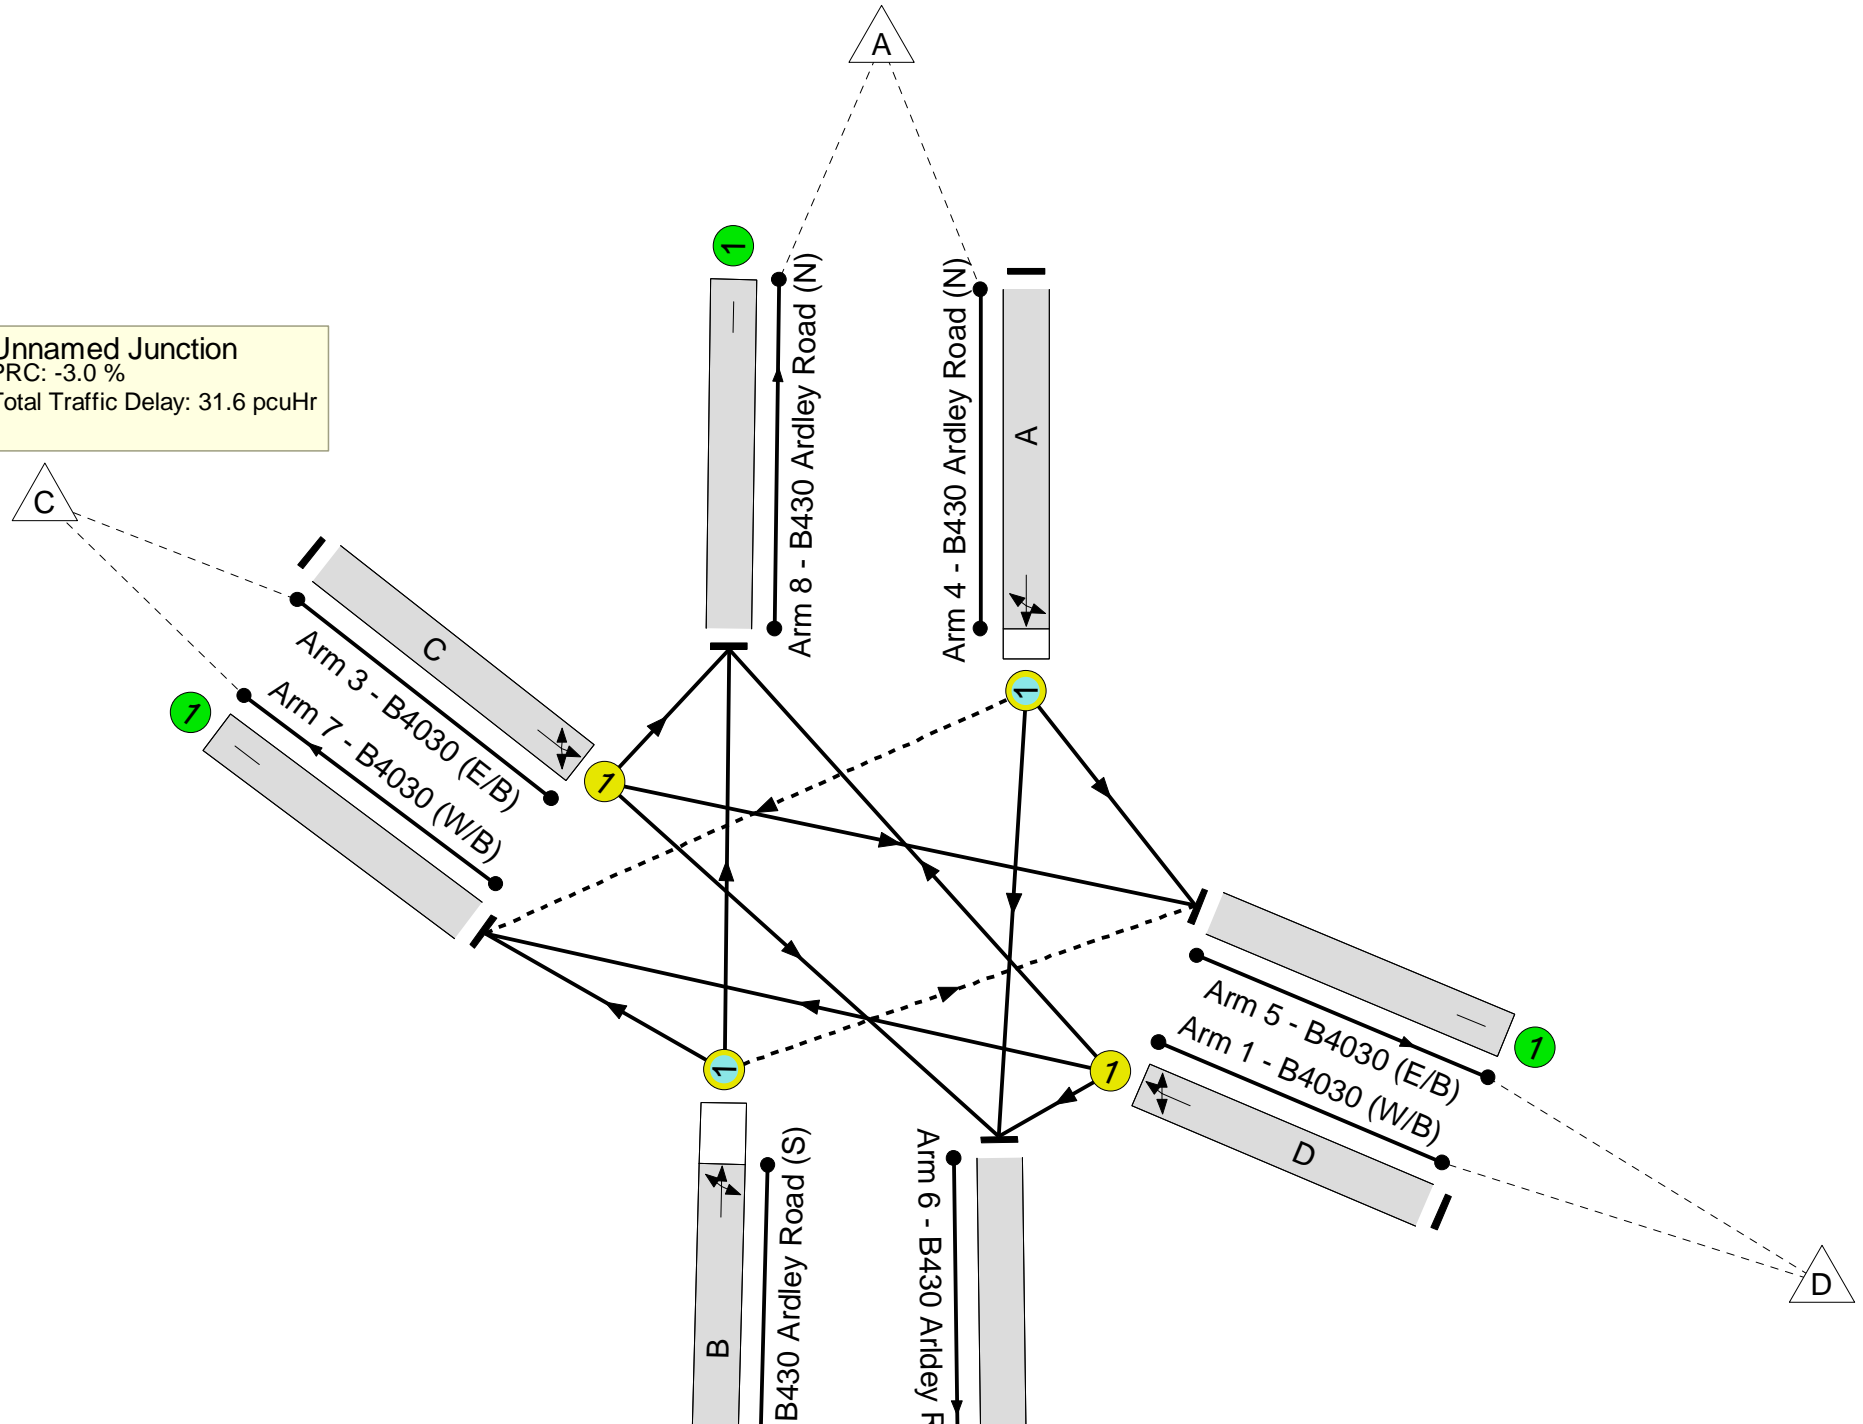 A
1
Arm 8 - B430 Ardley Road (N)
Arm 4 - B430 Ardley Road (N)
A
Unnamed Junction
PRC: -3.0 %
Total Traffic Delay: 31.6 pcuHr
C
C
Arm 3 - B4030 (E/B)
1
Arm 7 - B4030 (W/B)
1
1
Arm 5 - B4030 (E/B)
1
Arm 1 - B4030 (W/B)
1
1
D
D
B430 Ardley Road (S)
B
Arm 6 - B430 Arldey R